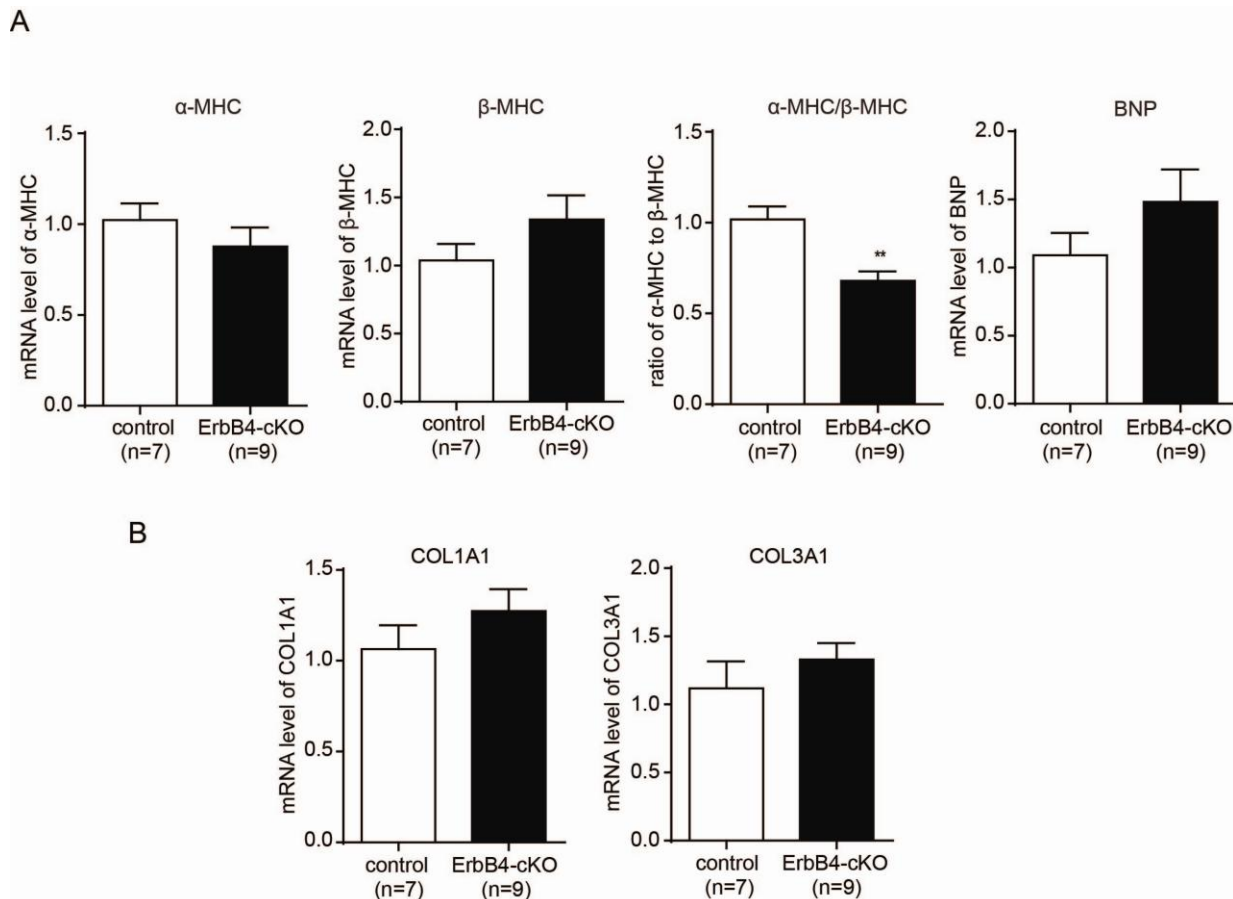 A
α-MHC
mRNA level of α-MHC
1.5
1.0
0.5
0.0
control
(n=7)
ErbB4-cKO
(n=9)
β-MHC
mRNA level of β-MHC
2.0
1.5
1.0
0.5
0.0
control
(n=7)
ErbB4-cKO
(n=9)
α-MHC/β-MHC
ratio of α-MHC to β-MHC
1.5
1.0
0.5
0.0
**
control
(n=7)
ErbB4-cKO
(n=9)
BNP
mRNA level of BNP
2.0
1.5
1.0
0.5
0.0
control
(n=7)
ErbB4-cKO
(n=9)
B
COL1A1
mRNA level of COL1A1
1.5
1.0
0.5
0.0
control
(n=7)
ErbB4-cKO
(n=9)
COL3A1
mRNA level of COL3A1
2.0
1.5
1.0
0.5
0.0
control
(n=7)
ErbB4-cKO
(n=9)